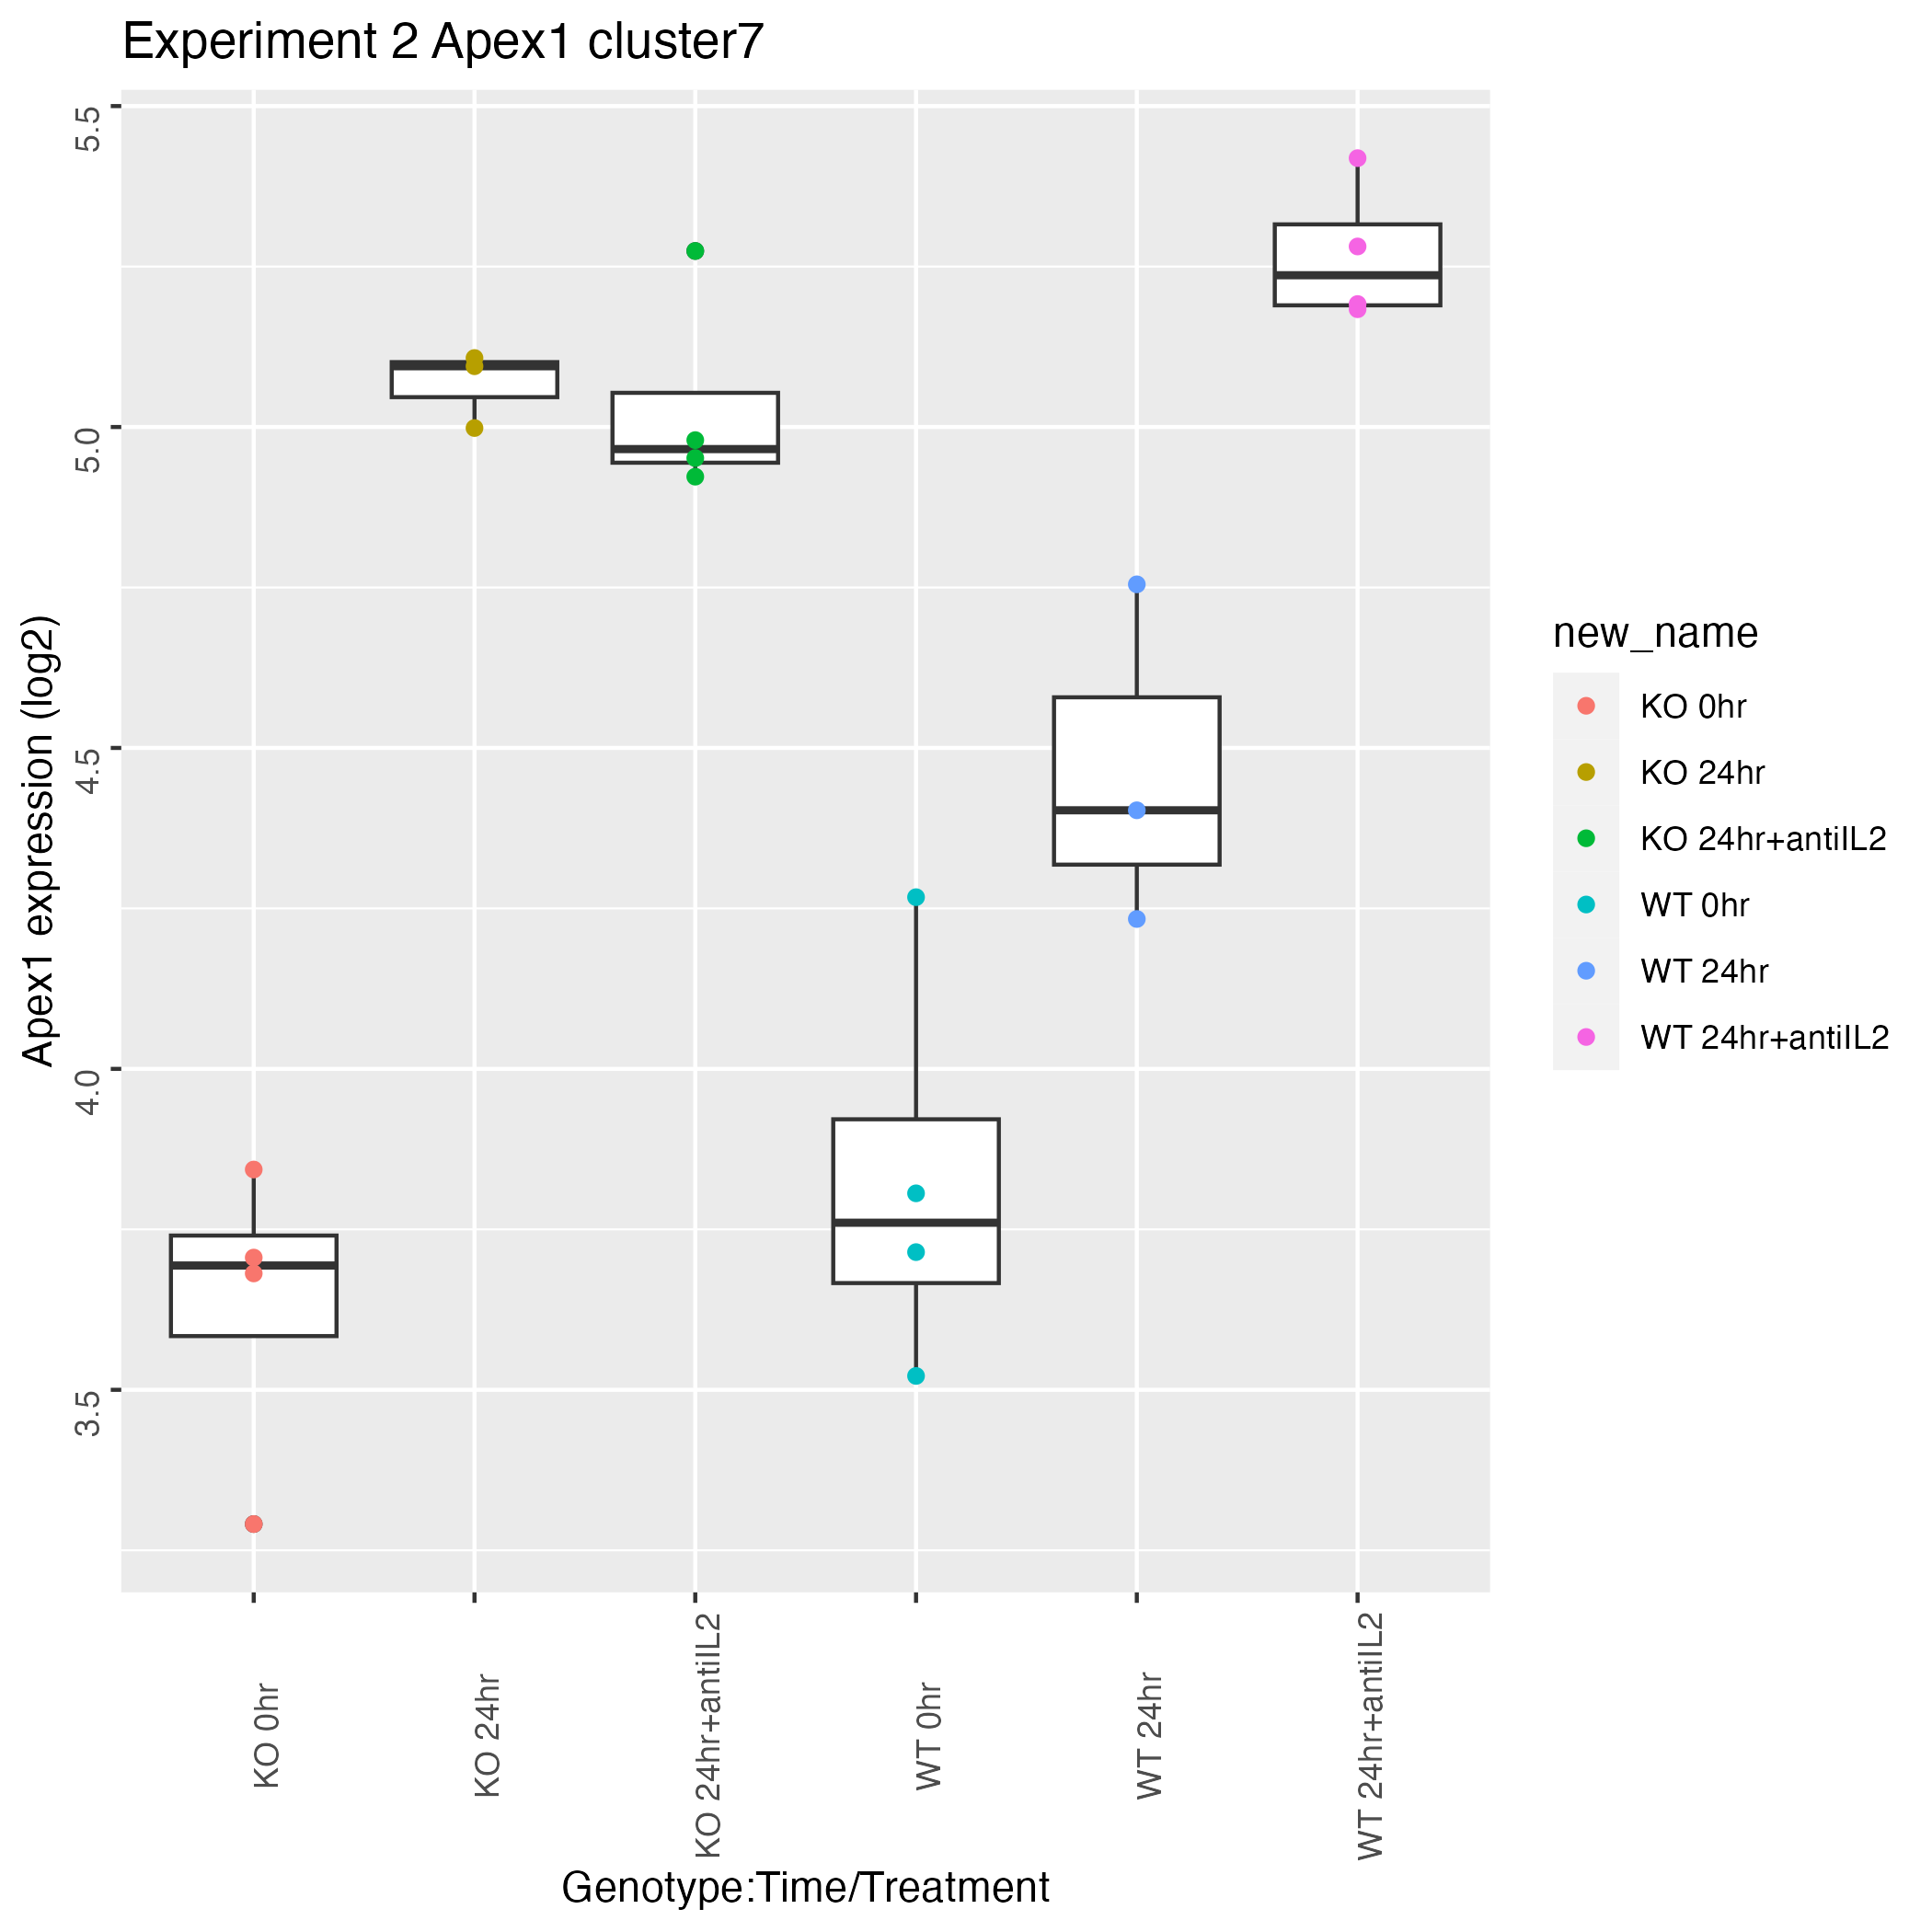 Experiment 2 Apex1 cluster7
Apex1 expression (log2)
5.5
5.0
4.5
4.0
3.5
KO 0hr
KO 24hr
KO 24hr+antiIL2
WT 0hr
WT 24hr
WT 24hr+antiIL2
Genotype:Time/Treatment
new_name
KO 0hr
KO 24hr
KO 24hr+antiIL2
WT 0hr
WT 24hr
WT 24hr+antiIL2